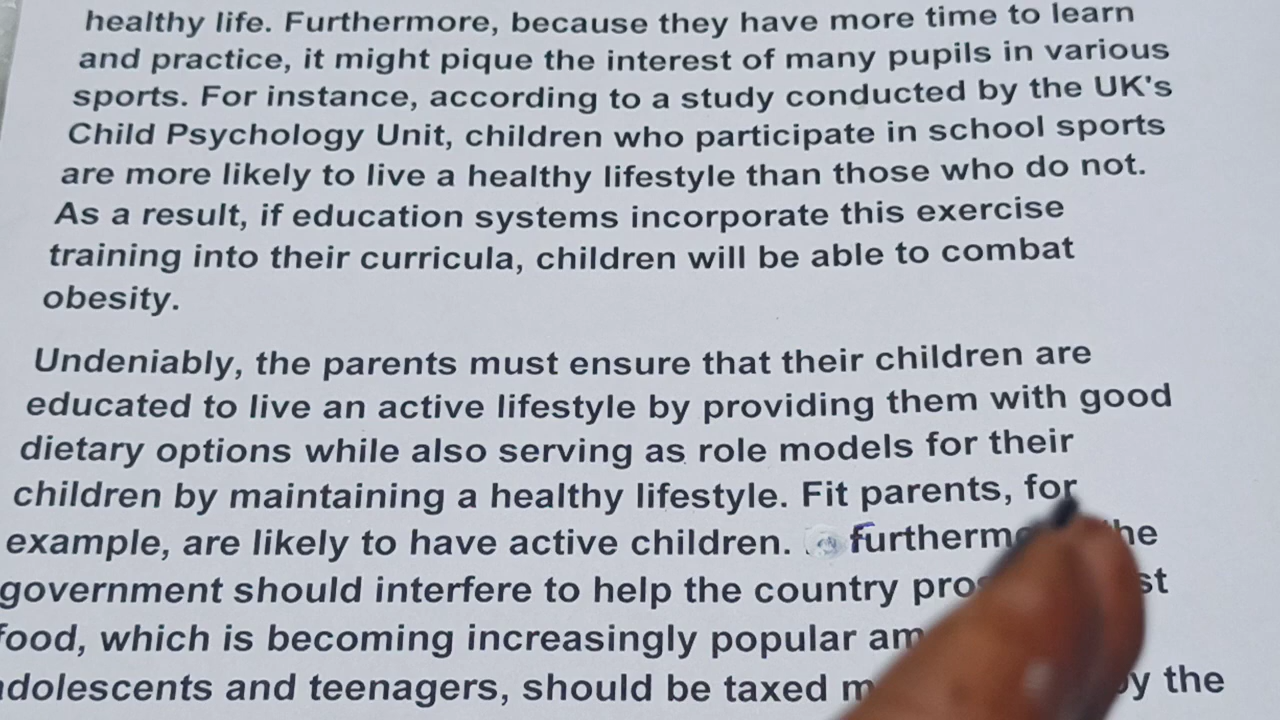 healthy life. Furthermore, because they have more time to learn
and practice, it might pique the interest of many pupils in various
sports. For instance, according to a study conducted by the UK's
Child Psychology Unit, children who participate in school sports
are more likely to live a healthy lifestyle than those who do not.
As a result, if education systems incorporate this exercise
training into their curricula, children will be able to combat
obesity.
Undeniably, the parents must ensure that their children are
educated to live an active lifestyle by providing them with good
dietary options while also serving as role models for their
children by maintaining a healthy lifestyle. Fit parents, for
example, are likely to have active children.
government should interfere to help the country
food, which is becoming increasingly popular
and teenagers, should be taxed the